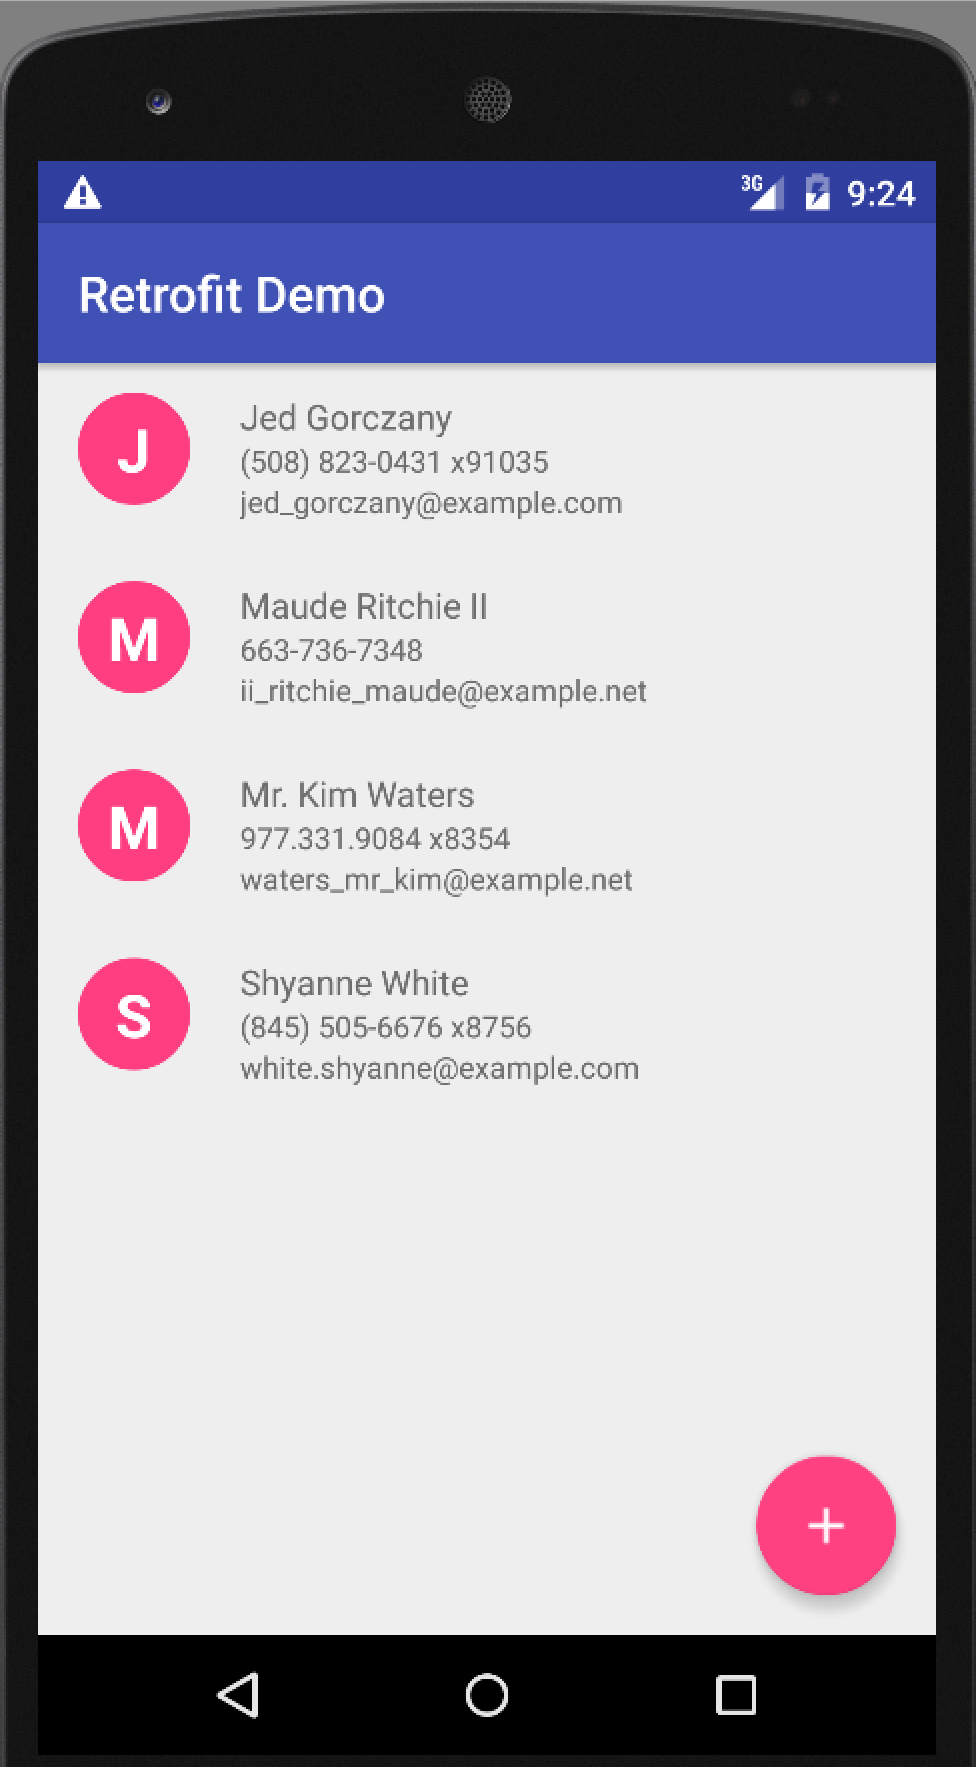 3G 9:24
Retrofit Demo
J
Jed Gorczany
(508) 823-0431 x91035
jed_gorczany@example.com
M
Maude Ritchie II
663-736-7348
ii_ritchie_maude@example.net
M
Mr. Kim Waters
977.331.9084 x8354
waters_mr_kim@example.net
S
Shyanne White
(845) 505-6676 x8756
white.shyanne@example.com
+